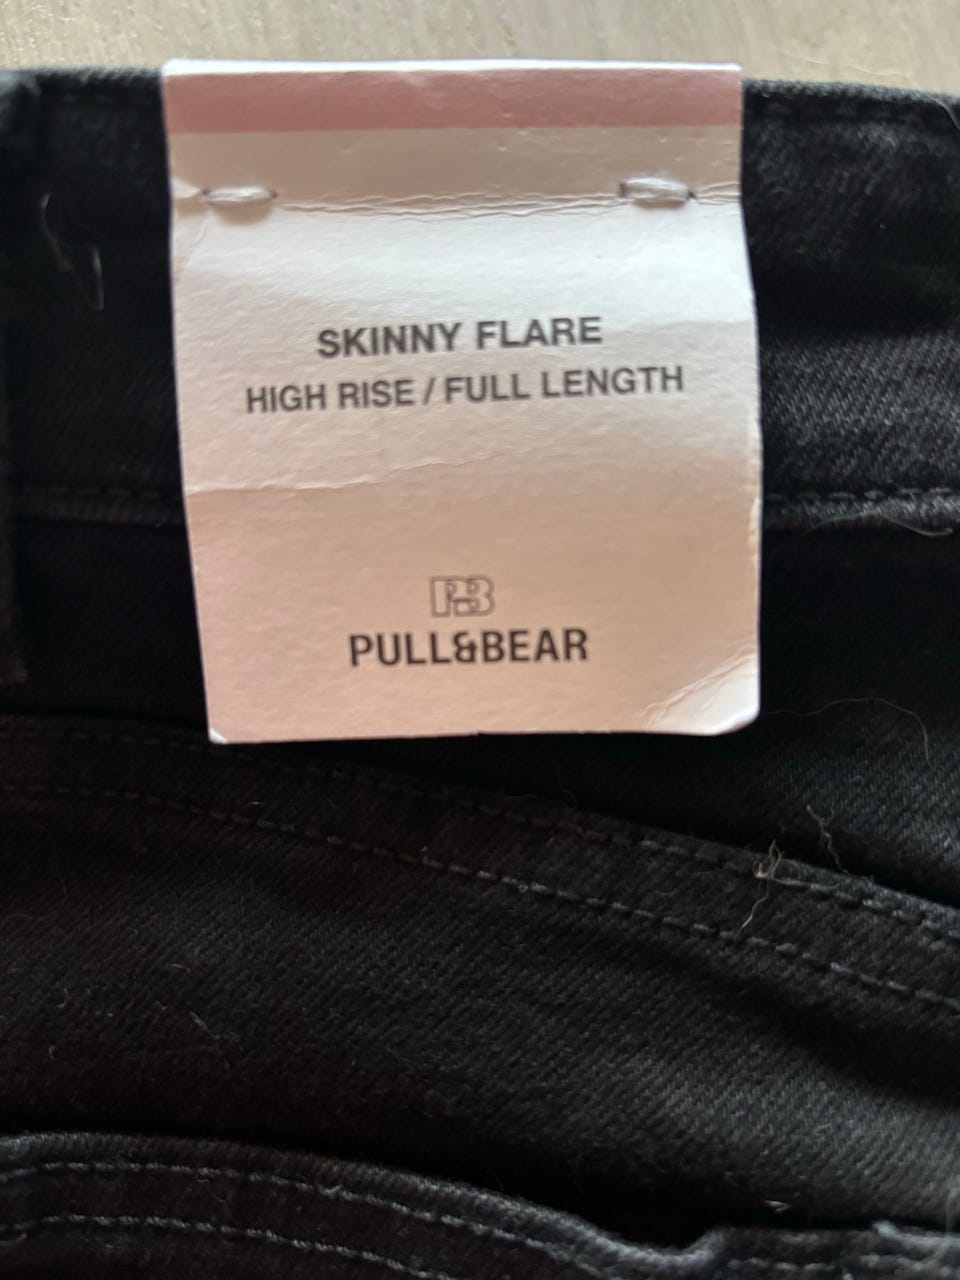 SKINNY FLARE
HIGH RISE / FULL LENGTH
PB
PULL&BEAR